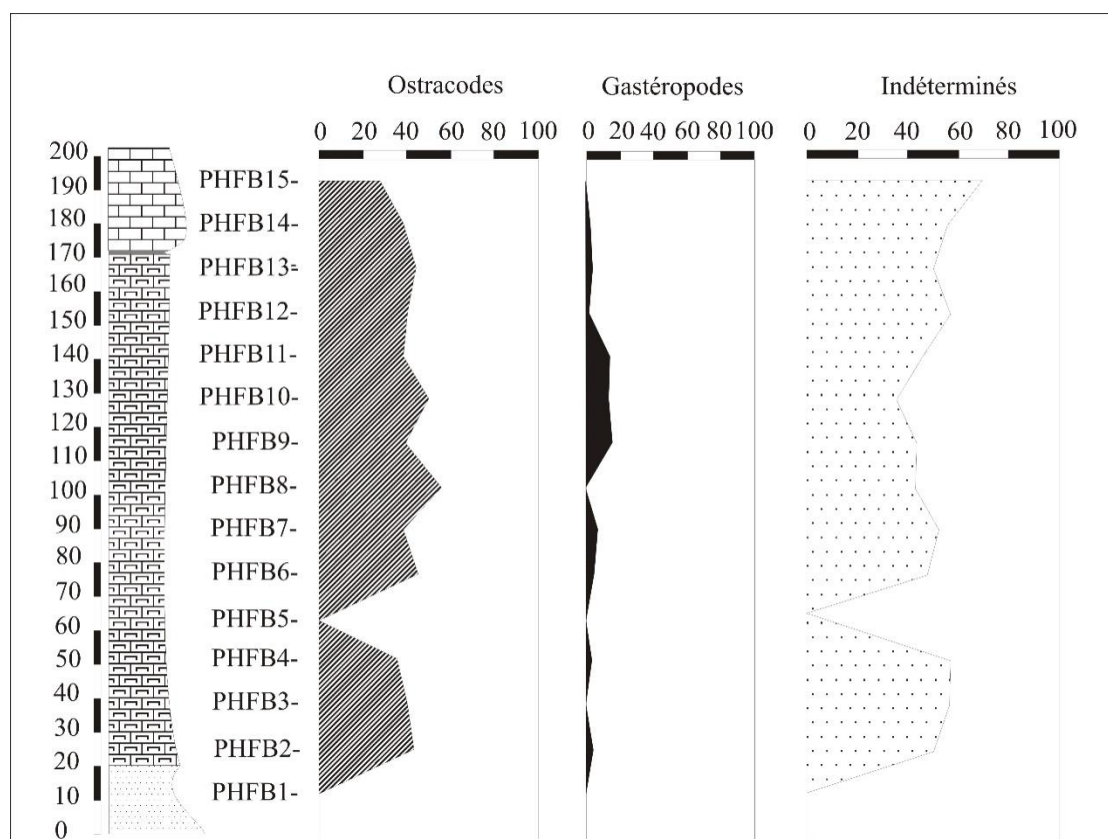 Ostracodes Gastéropodes Indéterminés
0 20 40 60 80 100 0 20 40 60 80 100 0 20 40 60 80 100
200
PHFB15-
190
180 PHFB14-
170
PHFB13-
160
PHFB12-
150
140 PHFB11-
130 PHFB10-
120
PHFB9-
110
100 PHFB8-
90 PHFB7-
80
PHFB6-
70
PHFB5-
60
50 PHFB4-
40 PHFB3-
30
PHFB2-
20
10 PHFB1-
0